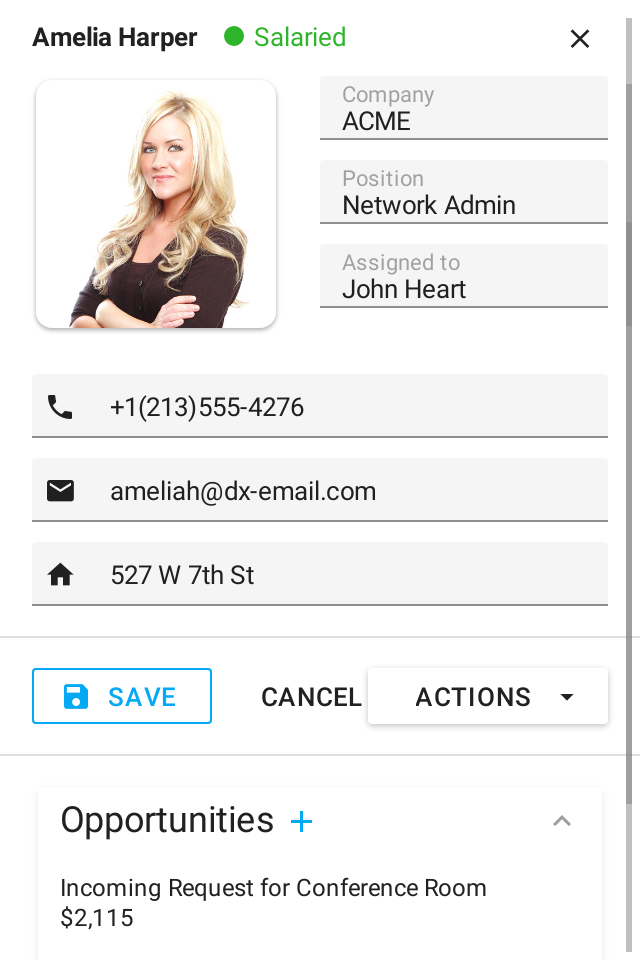 Amelia Harper Salaried
Company
ACME
Position
Network Admin
Assigned to
John Heart
+1(213)555-4276
ameliah@dx-email.com
527 W 7th St
SAVE CANCEL ACTIONS
Opportunities
Incoming Request for Conference Room
$2,115